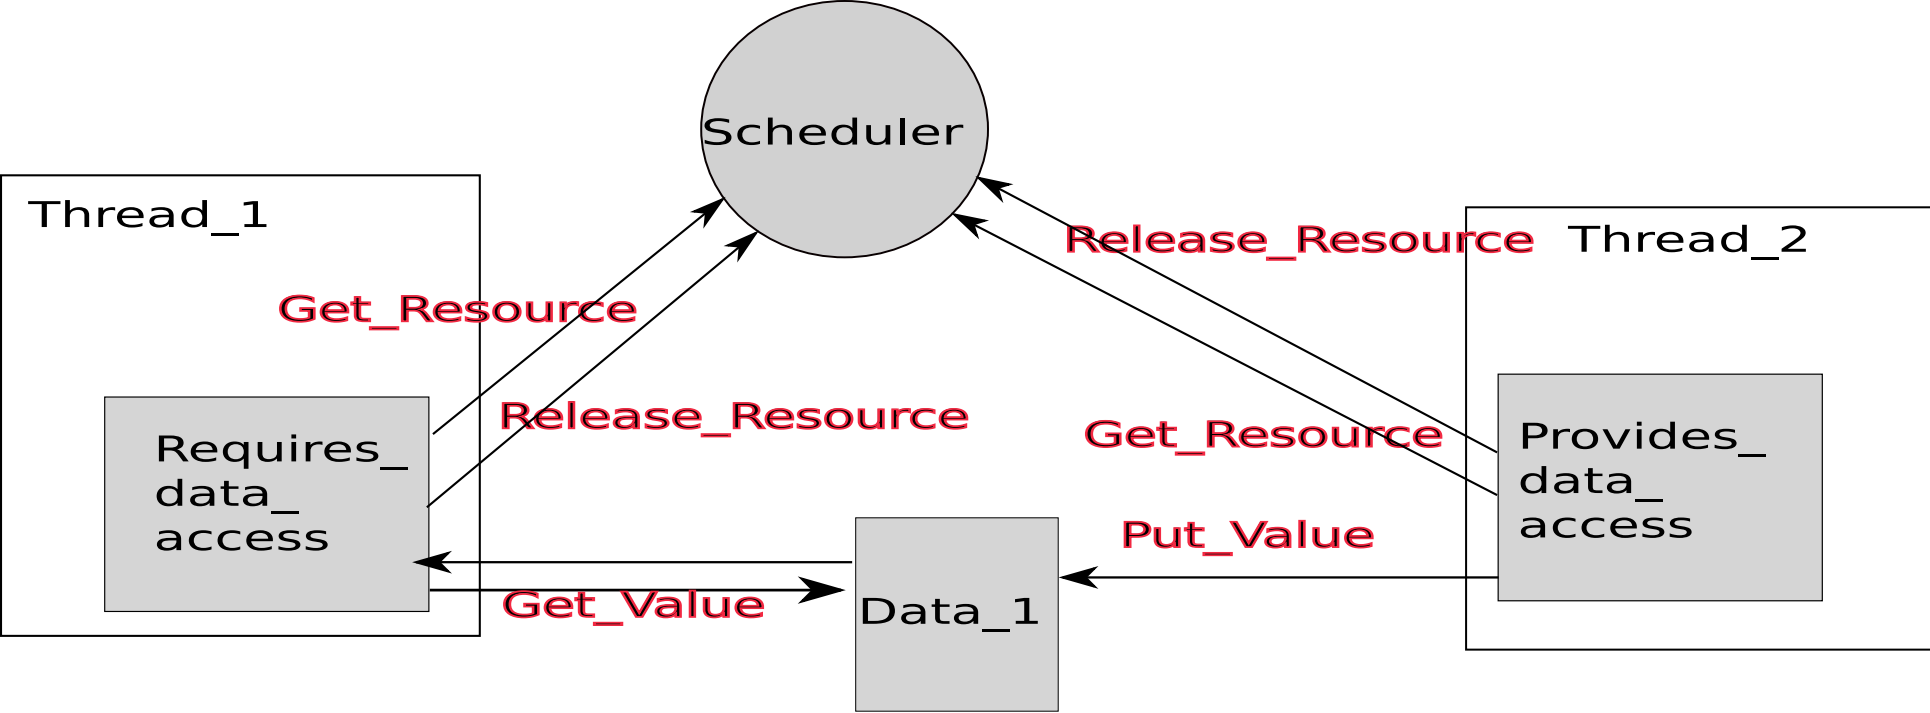 Scheduler
Thread_1
Release_Resource
Thread_2
Get_Resource
Release_Resource
Get_Resource
Requires_
data_
access
Provides_
data_
access
Put_Value
Get_Value
Data_1